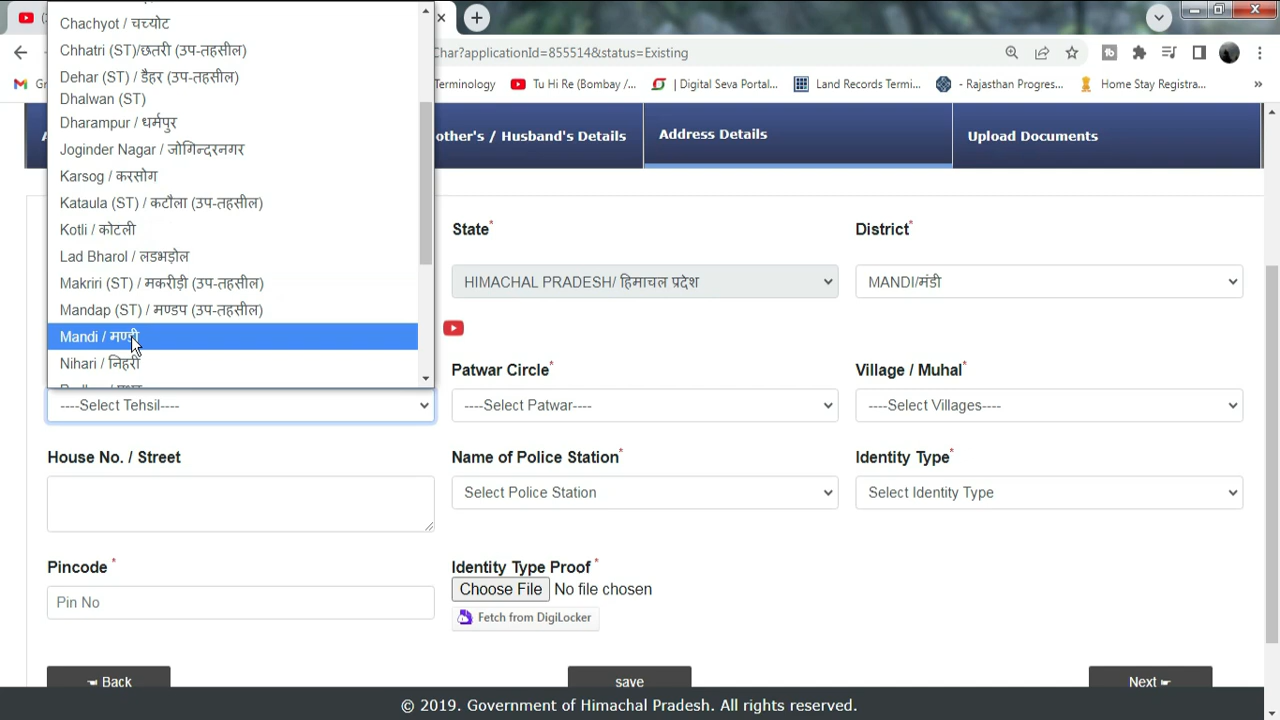 Chachyot / चच्योट
Chhatri (ST)/छतरी (उप-तहसील)
Dehar (ST) / डैहर (उप-तहसील)
Dhalwan (ST)
Dharampur / धर्मपुर
Joginder Nagar / जोगिन्दरनगर
Karsog / करसोग
Kataula (ST) / कटौला (उप-तहसील)
Kotli / कोटली
Lad Bharol / लडभड़ोल
Makriri (ST) / मकरीड़ी (उप-तहसील)
Mandap (ST) / मण्डप (उप-तहसील)
Mandi / मण्डी
Nihari / निहरी
Char?applicationId=855514&status=Existing
Terminology
Tu Hi Re (Bombay /...
| Digital Seva Portal...
Land Records Termi...
- Rajasthan Progres...
Home Stay Registra...
»
other's / Husband's Details
Address Details
Upload Documents
State*
District*
HIMACHAL PRADESH/ हिमाचल प्रदेश
MANDI/मंडी
Patwar Circle*
Village / Muhal*
----Select Tehsil----
----Select Patwar----
----Select Villages----
House No. / Street
Name of Police Station*
Identity Type*
Select Police Station
Select Identity Type
Pincode *
Identity Type Proof *
Choose File No file chosen
Pin No
Fetch from DigiLocker
Back
save
Next
© 2019. Government of Himachal Pradesh. All rights reserved.